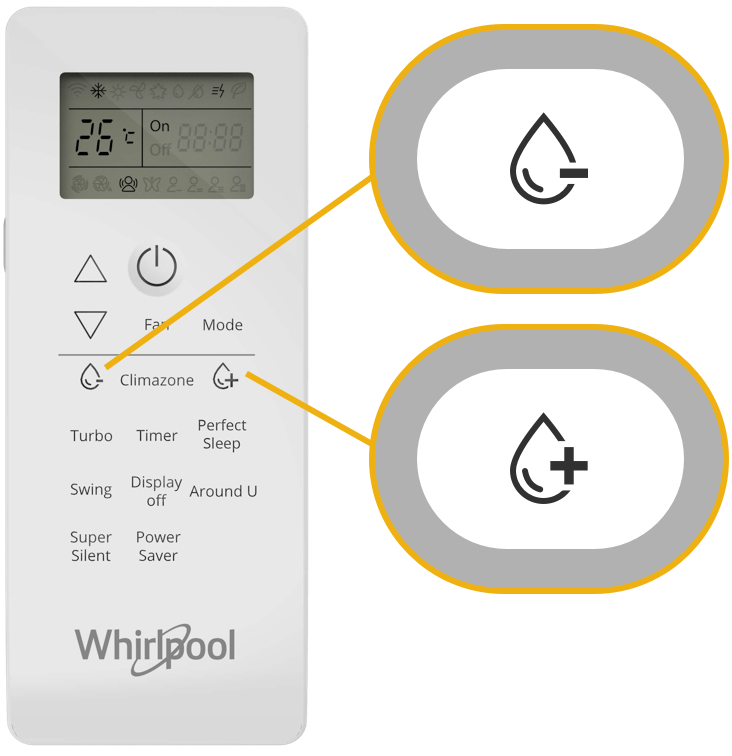 26 °C
On
Off 88:88
Fan
Mode
Climazone
Turbo
Timer
Perfect
Sleep
Swing
Display
off
Around U
Super
Silent
Power
Saver
Whirlpool